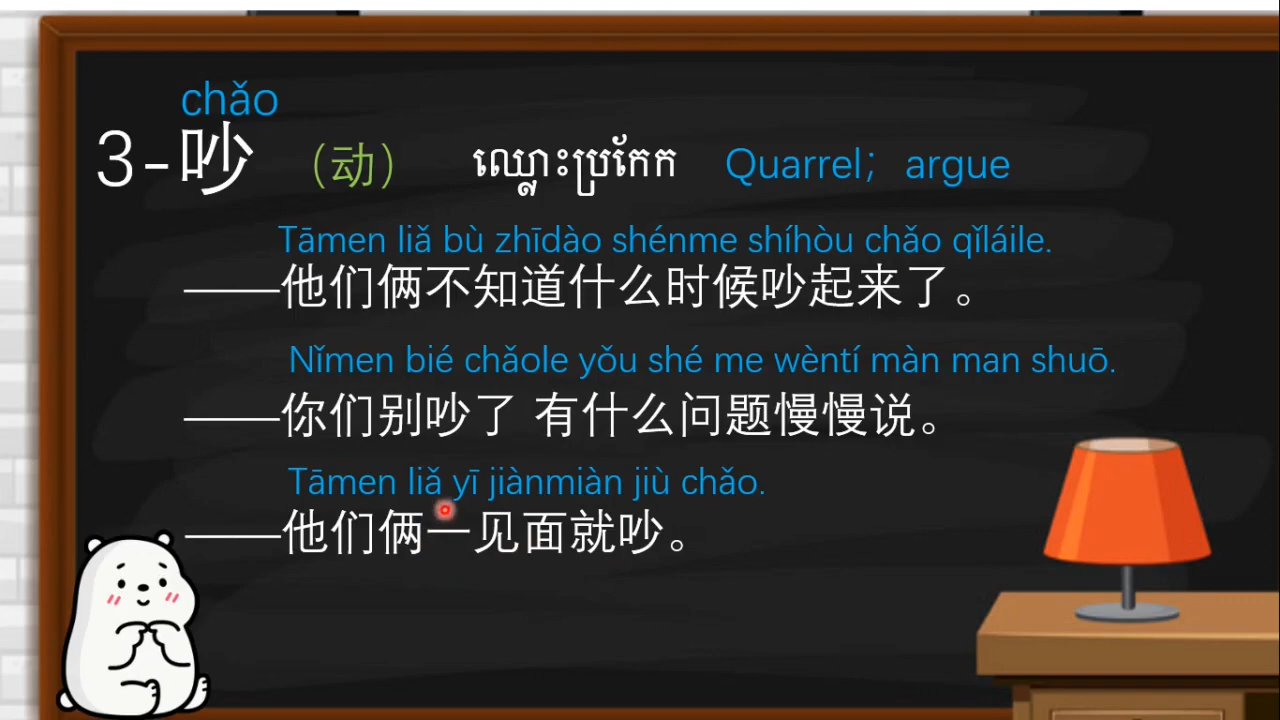 chǎo
3-吵 （动） ឈ្លោះប្រកែក Quarrel；argue
Tāmen liǎ bù zhīdào shénme shíhòu chǎo qǐláile.
——他们俩不知道什么时候吵起来了。
Nǐmen bié chǎole yǒu shé me wèntí màn man shuō.
——你们别吵了 有什么问题慢慢说。
Tāmen liǎ yī jiànmiàn jiù chǎo.
——他们俩一见面就吵。